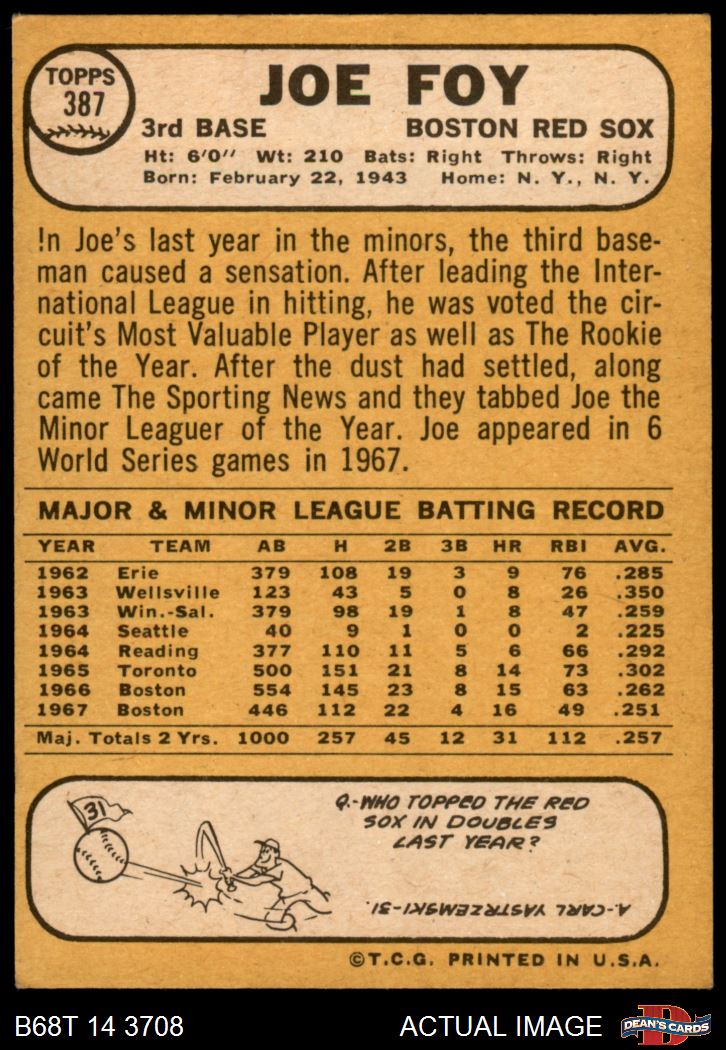 TOPPS
387
JOE FOY
3rd BASE BOSTON RED SOX
Ht: 6'0" Wt: 210 Bats: Right Throws: Right
Born: February 22, 1943 Home: N. Y., N. Y.
In Joe's last year in the minors, the third base-
man caused a sensation. After leading the Inter-
national League in hitting, he was voted the cir-
cuit's Most Valuable Player as well as The Rookie
of the Year. After the dust had settled, along
came The Sporting News and they tabbed Joe the
Minor Leaguer of the Year. Joe appeared in 6
World Series games in 1967.
MAJOR & MINOR LEAGUE BATTING RECORD
YEAR TEAM AB H 2B 3B HR RBI AVG.
1962 Erie 379 108 19 3 9 76 .285
1963 Wellsville 123 43 5 0 8 26 .350
1963 Win.-Sal. 379 98 19 1 8 47 .259
1964 Seattle 40 9 1 0 0 2 .225
1964 Reading 377 110 11 5 6 66 .292
1965 Toronto 500 151 21 8 14 73 .302
1966 Boston 554 145 23 8 15 63 .262
1967 Boston 446 112 22 4 16 49 .251
Maj. Totals 2 Yrs. 1000 257 45 12 31 112 .257
31
Q.-WHO TOPPED THE RED
SOX IN DOUBLES
LAST YEAR?
A.-CARL YASTRZEMSKI-31.
©T.C.G. PRINTED IN U.S.A.
B68T 14 3708 ACTUAL IMAGE
D
DEAN'S CARDS